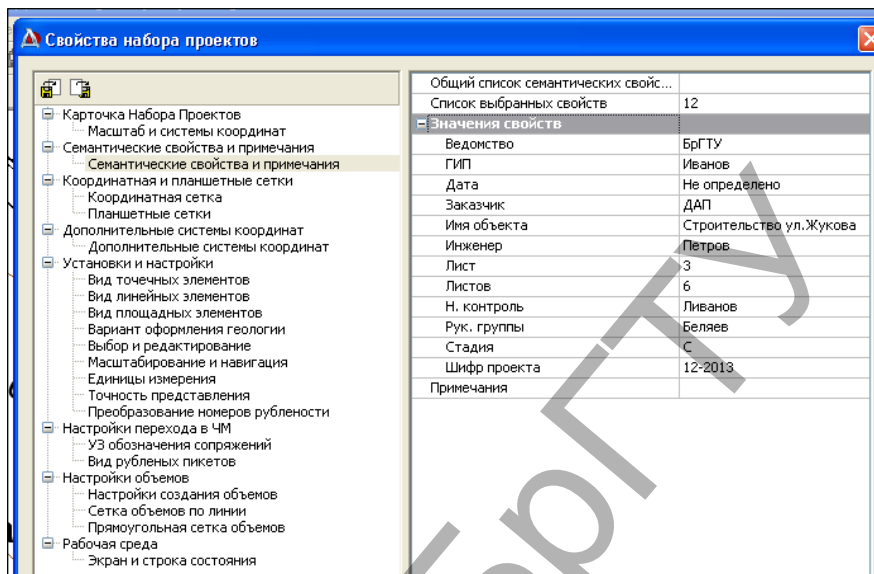 Свойства набора проектов
Карточка Набора Проектов
Масштаб и системы координат
Семантические свойства и примечания
Семантические свойства и примечания
Координатная и планшетные сетки
Координатная сетка
Планшетные сетки
Дополнительные системы координат
Дополнительные системы координат
Установки и настройки
Вид точечных элементов
Вид линейных элементов
Вид площадных элементов
Вариант оформления геологии
Выбор и редактирование
Масштабирование и навигация
Единицы измерения
Точность представления
Преобразование номеров рублености
Настройки перехода в ЧМ
УЗ обозначения сопряжений
Вид рубленых пикетов
Настройки объемов
Настройки создания объемов
Сетка объемов по линии
Прямоугольная сетка объемов
Рабочая среда
Экран и строка состояния
Общий список семантических свойс...
Список выбранных свойств 12
Значения свойств
Ведомство БрГТУ
ГИП Иванов
Дата Не определено
Заказчик ДАП
Имя объекта Строительство ул.Жукова
Инженер Петров
Лист 3
Листов 6
Н. контроль Ливанов
Рук. группы Беляев
Стадия С
Шифр проекта 12-2013
Примечания
БрГТУ